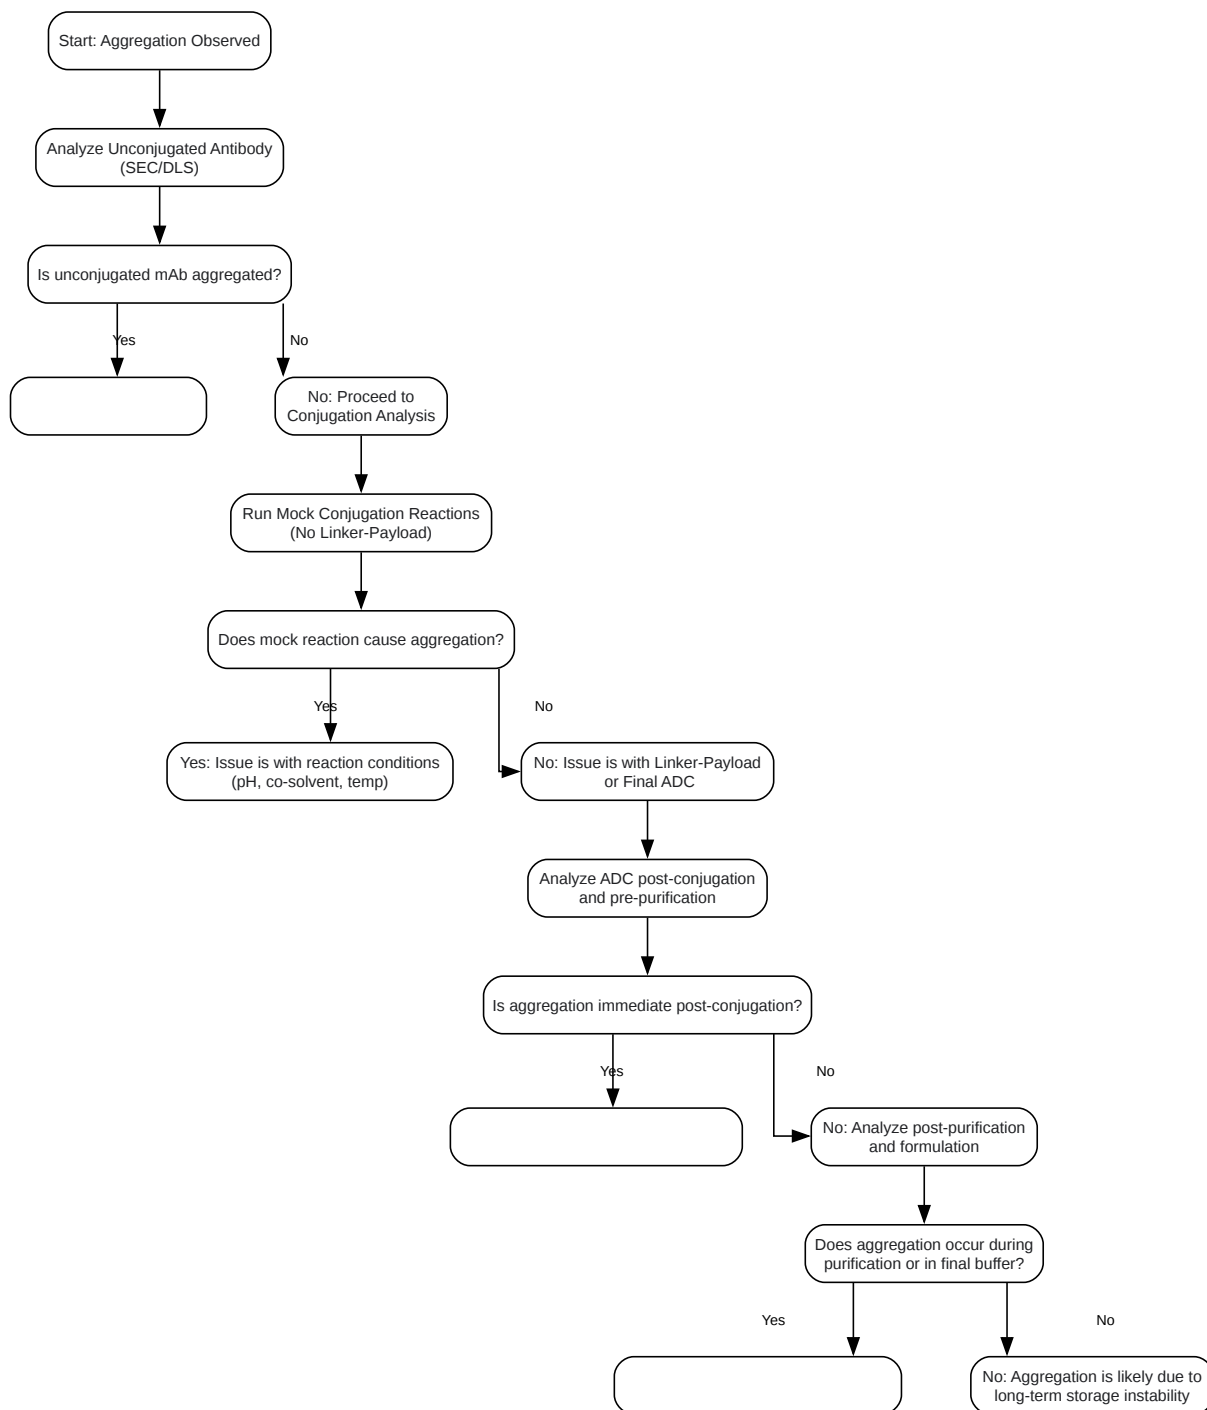 Start: Aggregation Observed
Analyze Unconjugated Antibody
(SEC/DLS)
Is unconjugated mAb aggregated?
Yes
No
No: Proceed to
Conjugation Analysis
Run Mock Conjugation Reactions
(No Linker-Payload)
Does mock reaction cause aggregation?
Yes
No
Yes: Issue is with reaction conditions
(pH, co-solvent, temp)
No: Issue is with Linker-Payload
or Final ADC
Analyze ADC post-conjugation
and pre-purification
Is aggregation immediate post-conjugation?
Yes
No
No: Analyze post-purification
and formulation
Does aggregation occur during
purification or in final buffer?
Yes
No
No: Aggregation is likely due to
long-term storage instability